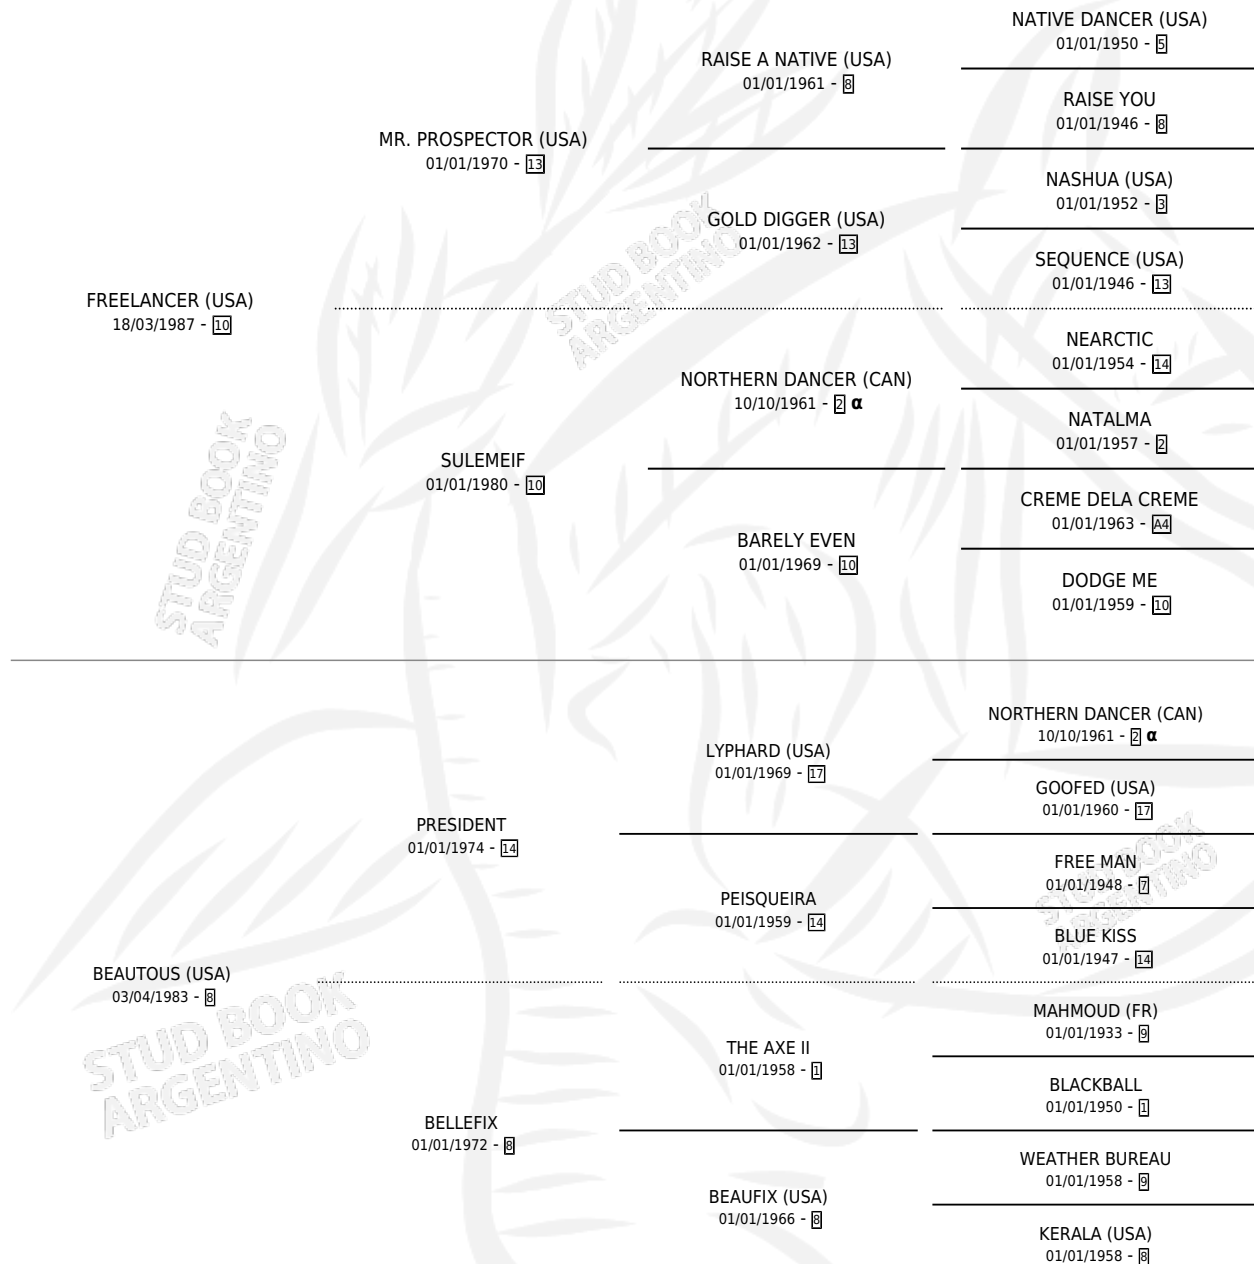 NATIVE DANCER (USA)
01/01/1950 - 5
RAISE A NATIVE (USA)
01/01/1961 - 8
RAISE YOU
01/01/1946 - 8
MR. PROSPECTOR (USA)
01/01/1970 - 13
NASHUA (USA)
01/01/1952 - 3
GOLD DIGGER (USA)
01/01/1962 - 13
SEQUENCE (USA)
01/01/1946 - 13
FREELANCER (USA)
18/03/1987 - 10
NEARCTIC
01/01/1954 - 14
NORTHERN DANCER (CAN)
10/10/1961 - 2 α
NATALMA
01/01/1957 - 2
SULEMEIF
01/01/1980 - 10
CREME DELA CREME
01/01/1963 - A4
BARELY EVEN
01/01/1969 - 10
DODGE ME
01/01/1959 - 10
NORTHERN DANCER (CAN)
10/10/1961 - 2 α
LYPHARD (USA)
01/01/1969 - 17
GOOFED (USA)
01/01/1960 - 17
PRESIDENT
01/01/1974 - 14
FREE MAN
01/01/1948 - 7
PEISQUEIRA
01/01/1959 - 14
BLUE KISS
01/01/1947 - 14
BEAUTOUS (USA)
03/04/1983 - 8
MAHMOUD (FR)
01/01/1933 - 9
THE AXE II
01/01/1958 - 1
BLACKBALL
01/01/1950 - 1
BELLEFIX
01/01/1972 - 8
WEATHER BUREAU
01/01/1958 - 9
BEAUFIX (USA)
01/01/1966 - 8
KERALA (USA)
01/01/1958 - 8
STUD BOOK
ARGENTINO
STUD BOOK
ARGENTINO
STUD BOOK
ARGENTINO
STUD BOOK
ARGENTINO